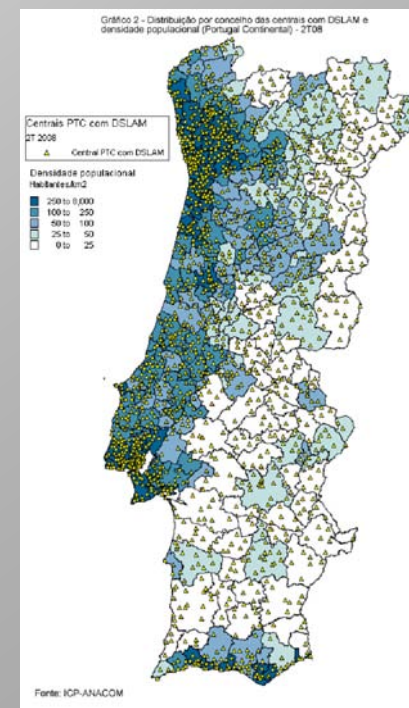 Gráfico 2 - Distribuição por concelho das centrais com DSLAM e
densidade populacional (Portugal Continental) - 2T08
Centrais PTC com DSLAM
2T 2008
Central PTC com DSLAM
Densidade populacional
Habitantes/km2
250 to 8,000
100 to 250
50 to 100
25 to 50
0 to 25
Fonte: ICP-ANACOM